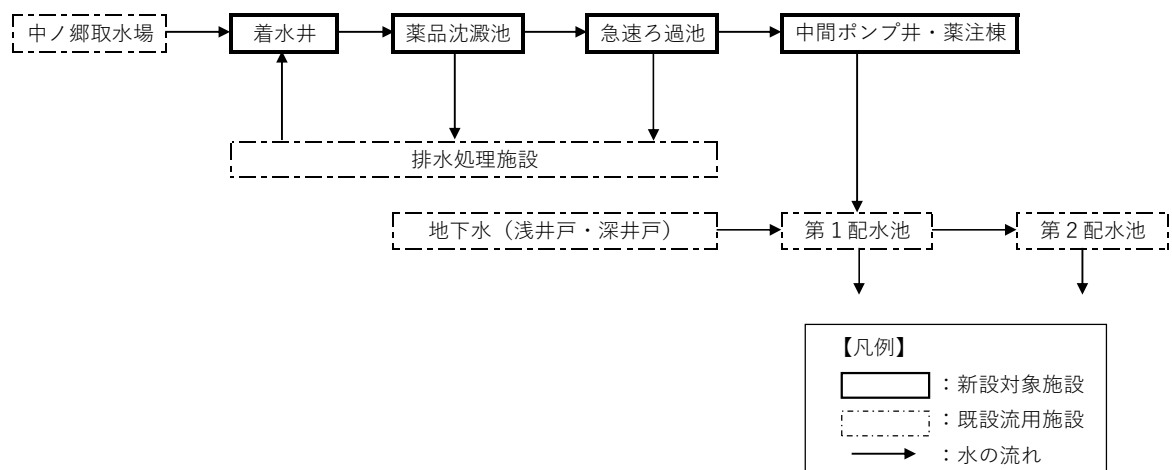 中ノ郷取水場
着水井
薬品沈澱池
急速ろ過池
中間ポンプ井・薬注棟
排水処理施設
地下水（浅井戸・深井戸）
第１配水池
第２配水池
【凡例】
：新設対象施設
：既設流用施設
：水の流れ